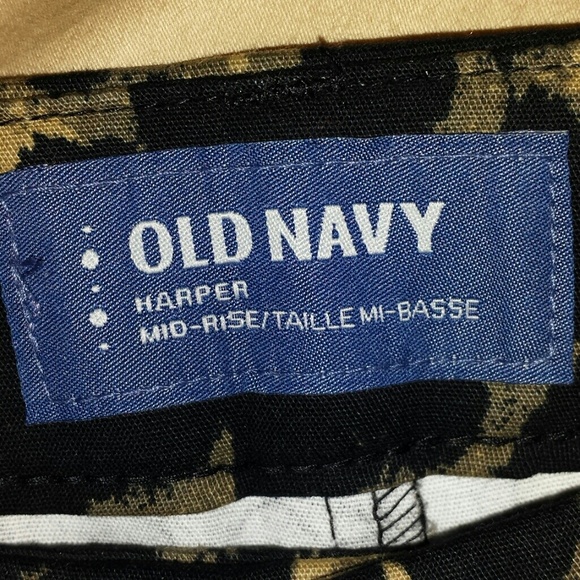 OLD NAVY
HARPER
MID-RISE/TAILLE MI-BASSE